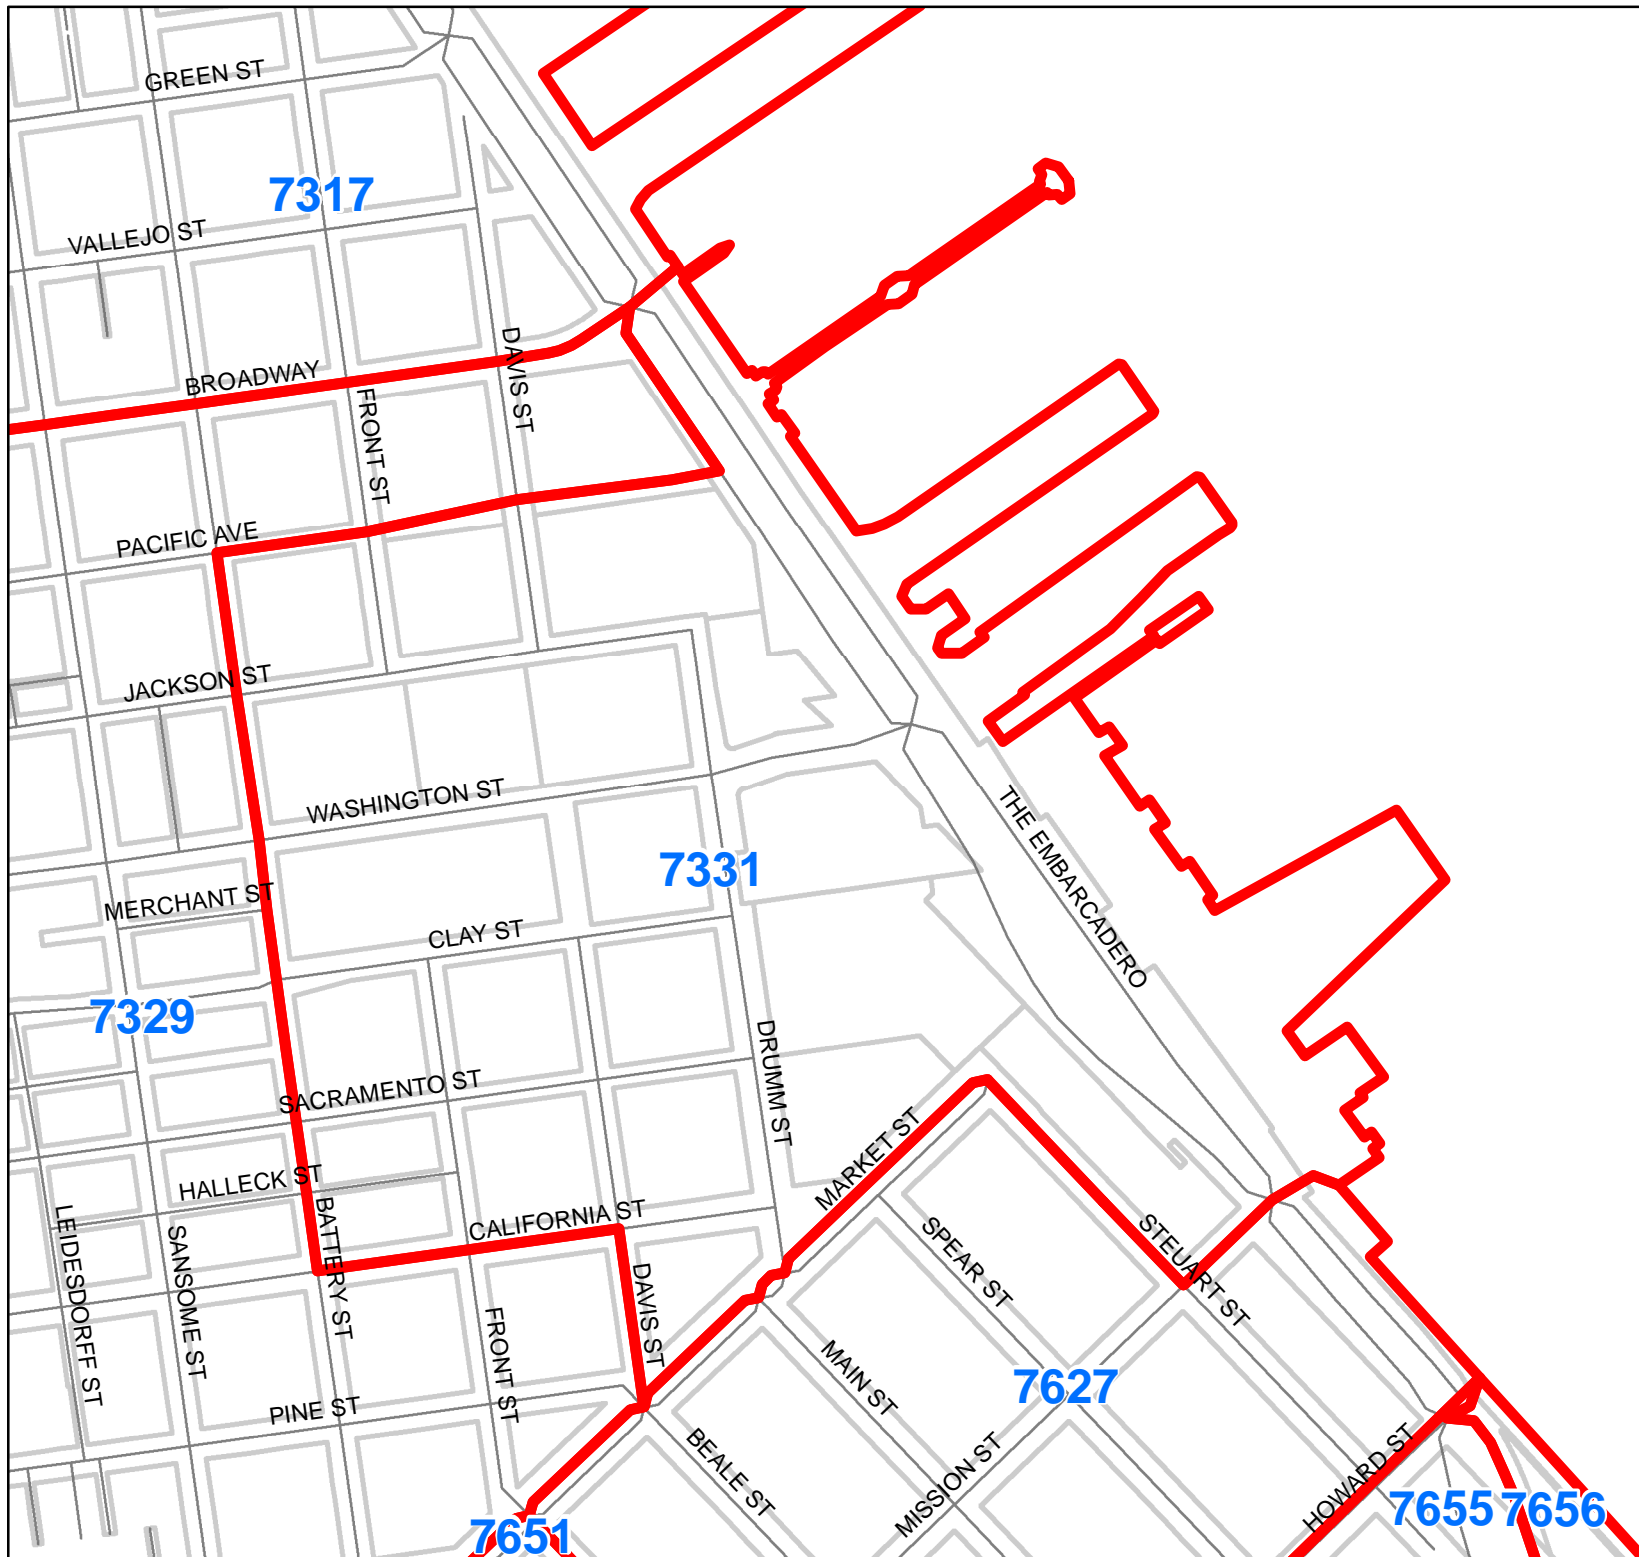 GREEN ST
7317
VALLEJO ST
DAVIS ST
BROADWAY
FRONT ST
PACIFIC AVE
JACKSON ST
WASHINGTON ST
THE EMBARCADERO
7331
MERCHANT ST
CLAY ST
7329
DRUMM ST
SACRAMENTO ST
MARKET ST
HALLECK ST
CALIFORNIA ST
LEIDESDORFF ST
SANSOME ST
BATTERY ST
SPEAR ST
STEUART ST
DAVIS ST
FRONT ST
MAIN ST
7627
PINE ST
BEALE ST
MISSION ST
HOWARD ST
7651
7655
7656